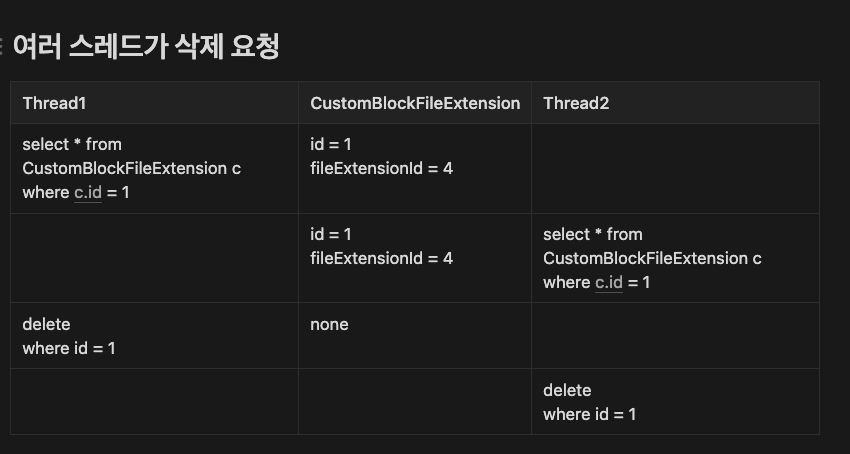 여러 스레드가 삭제 요청
Thread1
CustomBlockFileExtension
Thread2
select * from
CustomBlockFileExtension c
where c.id = 1
id = 1
fileExtensionId = 4
id = 1
fileExtensionId = 4
select * from
CustomBlockFileExtension c
where c.id = 1
delete
where id = 1
none
delete
where id = 1